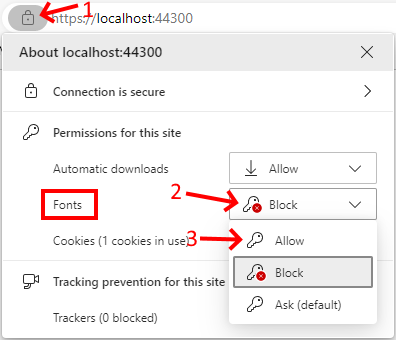 1
https://localhost:44300
About localhost:44300
Connection is secure
Permissions for this site
Automatic downloads Allow
Fonts 2 Block
Cookies (1 cookies in use) 3 Allow
Block
Tracking prevention for this site
Ask (default)
Trackers (0 blocked)